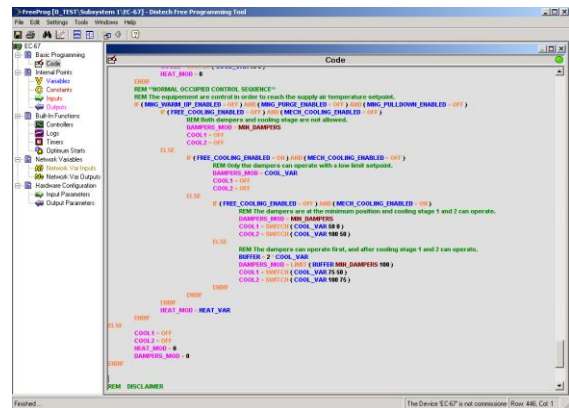 FreeProg [0_TEST\Subsystem 1\EC-67] - Distech Free Programming Tool
File Edit Settings Tools Windows Help
EC-67
Basic Programming
Code
Internal Points
Variables
Constants
Inputs
Outputs
Built-In Functions
Controllers
Logs
Timers
Optimum Starts
Network Variables
Network Var Inputs
Network Var Outputs
Hardware Configuration
Input Parameters
Output Parameters
Code
HEAT_MOD = 0
ENDIF
REM "NORMAL OCCUPIED CONTROL SEQUENCE"
REM The equipement are control in order to reach the supply air temperature setpoint.
IF ( MNG_WARM_UP_ENABLED = OFF ) AND ( MNG_PURGE_ENABLED = OFF ) AND ( MNG_PULLDOWN_ENABLED = OFF )
IF ( FREE_COOLING_ENABLED = OFF ) AND ( MECH_COOLING_ENABLED = OFF )
REM Both dampers and cooling stage are not allowed.
DAMPERS_MOD = MIN_DAMPERS
COOL1 = OFF
COOL2 = OFF
ELSE
IF ( FREE_COOLING_ENABLED = ON ) AND ( MECH_COOLING_ENABLED = OFF )
REM Only the dampers can operate with a low limit setpoint.
DAMPERS_MOD = COOL_VAR
COOL1 = OFF
COOL2 = OFF
ELSE
IF ( FREE_COOLING_ENABLED = OFF ) AND ( MECH_COOLING_ENABLED = ON )
REM The dampers are at the minimum position and cooling stage 1 and 2 can operate.
DAMPERS_MOD = MIN_DAMPERS
COOL1 = SWITCH ( COOL_VAR 50 0 )
COOL2 = SWITCH ( COOL_VAR 100 50 )
ELSE
REM The dampers can operate first, and after cooling stage 1 and 2 can operate.
BUFFER = 2 * COOL_VAR
DAMPERS_MOD = LIMIT ( BUFFER MIN_DAMPERS 100 )
COOL1 = SWITCH ( COOL_VAR 75 50 )
COOL2 = SWITCH ( COOL_VAR 100 75 )
ENDIF
ENDIF
ENDIF
HEAT_MOD = HEAT_VAR
ENDIF
ELSE
COOL1 = OFF
COOL2 = OFF
HEAT_MOD = 0
DAMPERS_MOD = 0
ENDIF
REM DISCLAIMER
Finished ...
The Device 'EC-67' is not commissione Row: 446, Col: 1